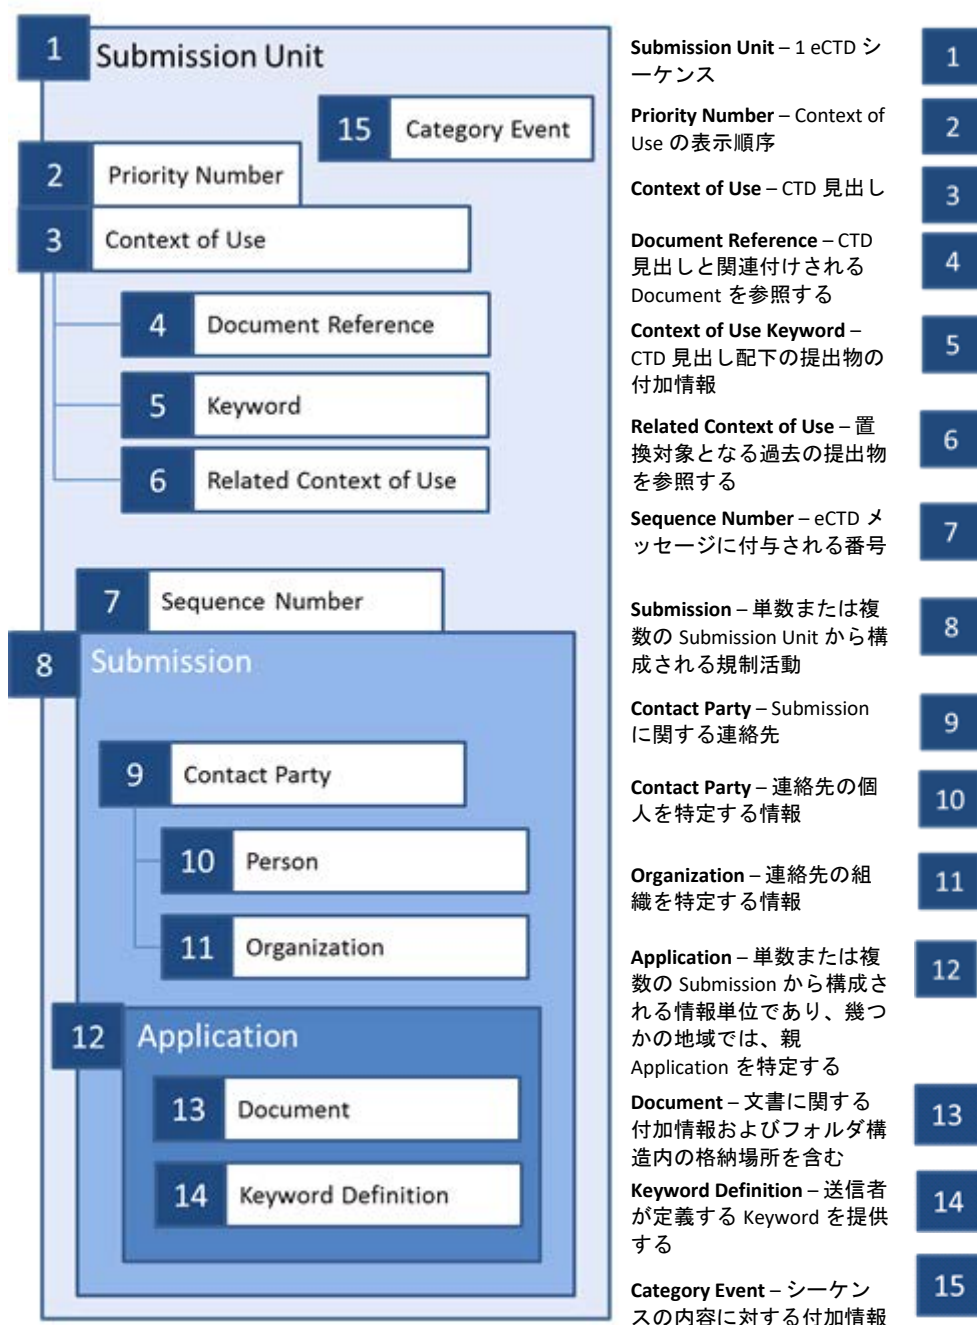 1
Submission Unit
15
Category Event
2
Priority Number
3
Context of Use
4
Document Reference
5
Keyword
6
Related Context of Use
7
Sequence Number
8
Submission
9
Contact Party
10
Person
11
Organization
12
Application
13
Document
14
Keyword Definition
Submission Unit – 1 eCTD シ
ーケンス
1
Priority Number – Context of
Use の表示順序
2
Context of Use – CTD 見出し
3
Document Reference – CTD
見出しと関連付けされる
Document を参照する
4
Context of Use Keyword –
CTD 見出し配下の提出物の
付加情報
5
Related Context of Use – 置
換対象となる過去の提出物
を参照する
6
Sequence Number – eCTD メ
ッセージに付与される番号
7
Submission – 単数または複
数の Submission Unit から構
成される規制活動
8
Contact Party – Submission
に関する連絡先
9
Contact Party – 連絡先の個
人を特定する情報
10
Organization – 連絡先の組
織を特定する情報
11
Application – 単数または複
数の Submission から構成さ
れる情報単位であり、幾つ
かの地域では、親
Application を特定する
12
Document – 文書に関する
付加情報およびフォルダ構
造内の格納場所を含む
13
Keyword Definition – 送信者
が定義する Keyword を提供
する
14
Category Event – シーケン
スの内容に対する付加情報
15